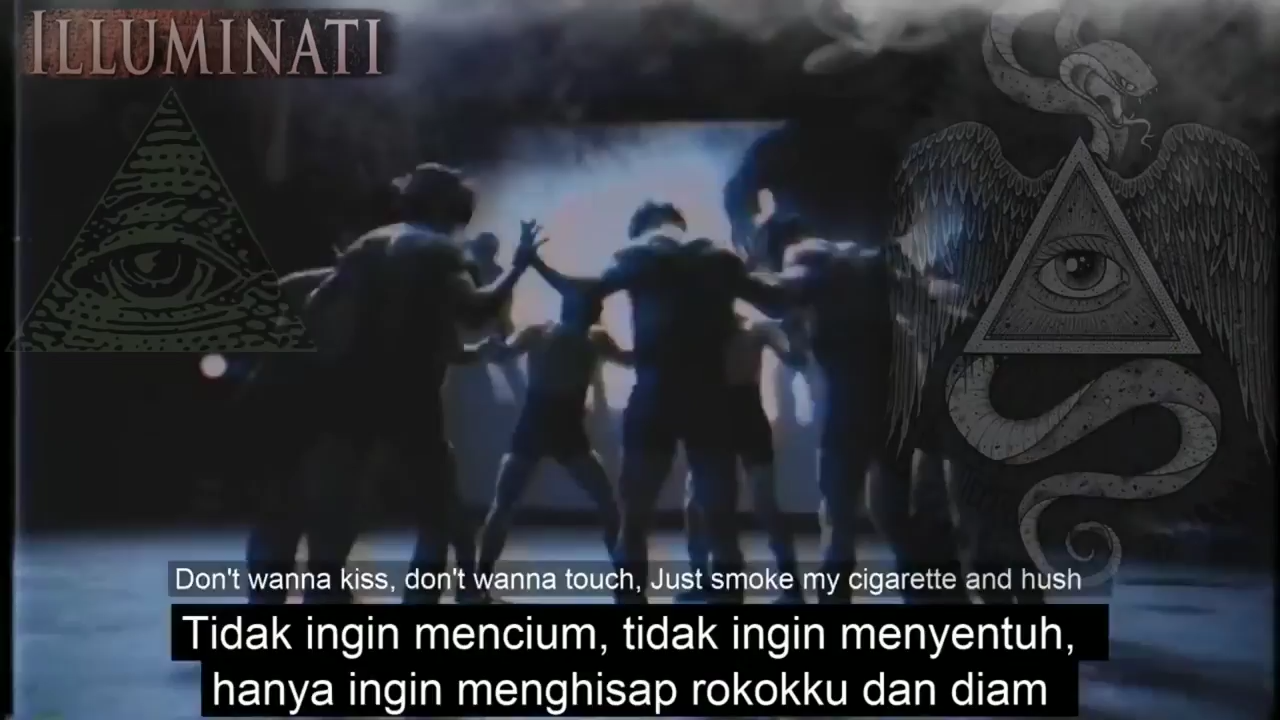 ILLUMINATI
Don't wanna kiss, don't wanna touch, Just smoke my cigarette and hush
Tidak ingin mencium, tidak ingin menyentuh,
hanya ingin menghisap rokokku dan diam